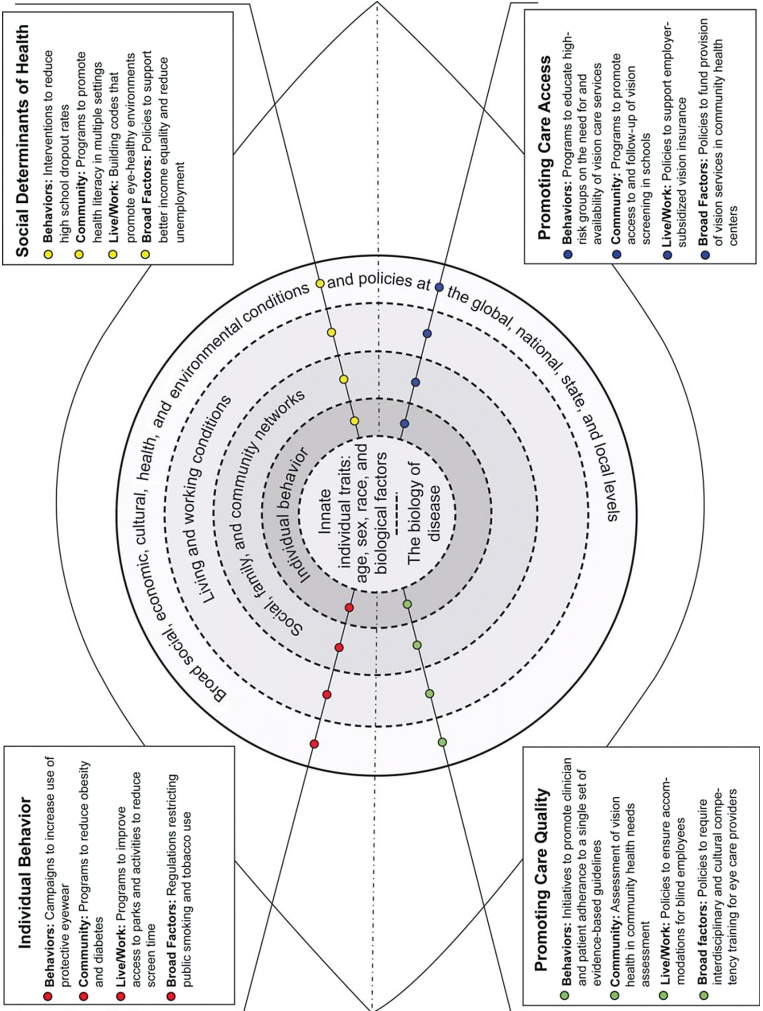 Individual Behavior
Behaviors: Campaigns to increase use of
protective eyewear
Community: Programs to reduce obesity
and diabetes
Live/Work: Programs to improve
access to parks and activities to reduce
screen time
Broad Factors: Regulations restricting
public smoking and tobacco use
Social Determinants of Health
Behaviors: Interventions to reduce
high school dropout rates
Community: Programs to promote
health literacy in multiple settings
Live/Work: Building codes that
promote eye-healthy environments
Broad Factors: Policies to support
better income equality and reduce
unemployment
Broad social, economic, cultural, health, and environmental conditions and policies at the global, national, state, and local levels
Living and working conditions
Social, family, and community networks
Individual behavior
Innate
individual traits:
age, sex, race, and
biological factors
The biology of
disease
Promoting Care Quality
Behaviors: Initiatives to promote clinician
and patient adherance to a single set of
evidence-based guidelines
Community: Assessment of vision
health in community health needs
assessment
Live/Work: Policies to ensure accom-
modations for blind employees
Broad factors: Policies to require
interdisciplinary and cultural compe-
tency training for eye care providers
Promoting Care Access
Behaviors: Programs to educate high-
risk groups on the need for and
availability of vision care services
Community: Programs to promote
access to and follow-up of vision
screening in schools
Live/Work: Policies to support employer-
subsidized vision insurance
Broad Factors: Policies to fund provision
of vision services in community health
centers